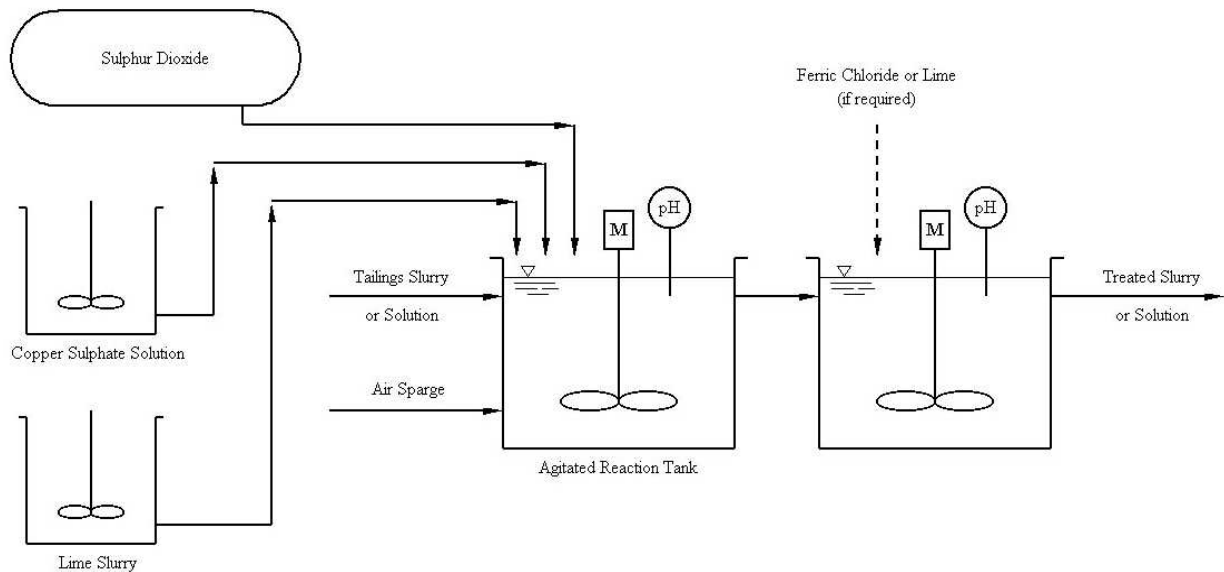 Sulphur Dioxide
Ferric Chloride or Lime
(if required)
pH
pH
M
M
Tailings Slurry
or Solution
Treated Slurry
or Solution
Copper Sulphate Solution
Air Sparge
Agitated Reaction Tank
Lime Slurry